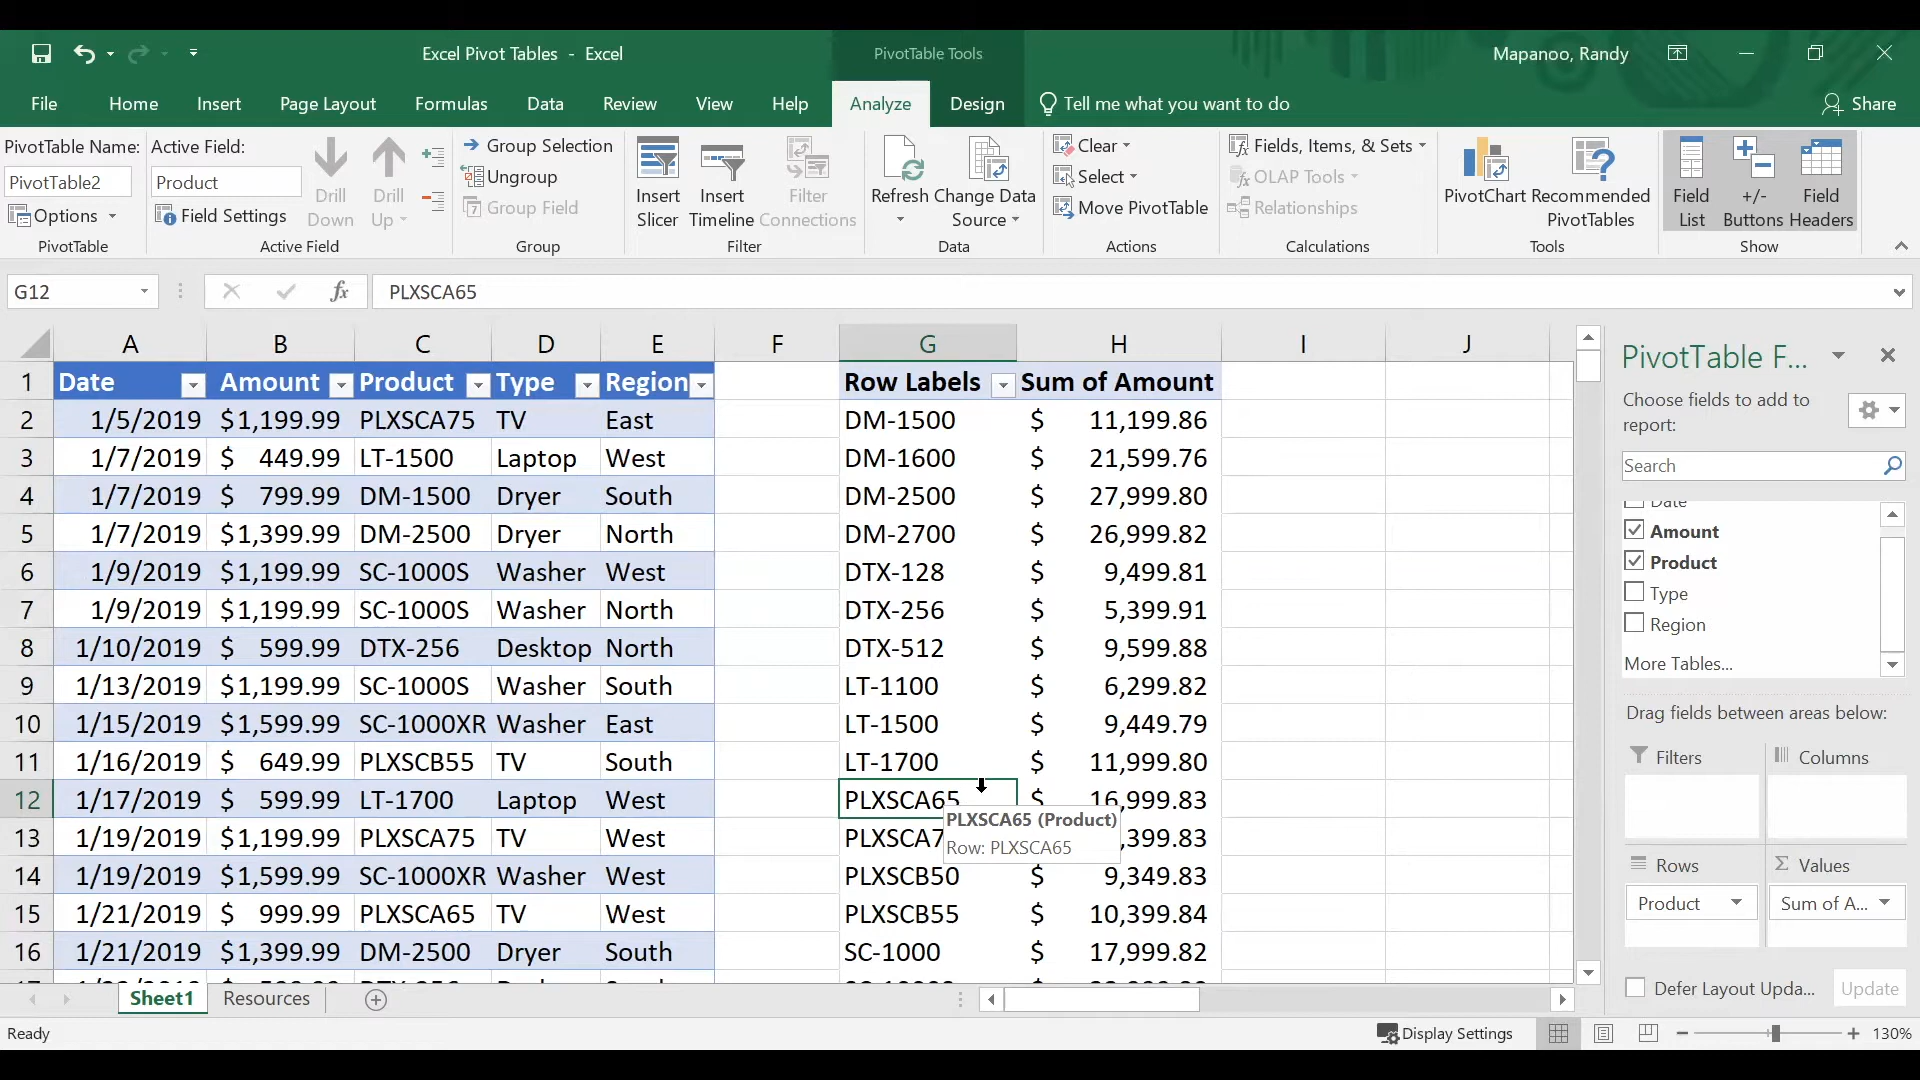 Excel Pivot Tables - Excel
PivotTable Tools
Mapanoo, Randy
File Home Insert Page Layout Formulas Data Review View Help Analyze Design Tell me what you want to do Share
PivotTable Name:
PivotTable2
Options
PivotTable
Active Field:
Product
Field Settings
Drill Down
Drill Up
Active Field
Group Selection
Ungroup
Group Field
Group
Insert Slicer
Insert Timeline
Filter Connections
Filter
Refresh
Change Data Source
Data
Clear
Select
Move PivotTable
Actions
Fields, Items, & Sets
OLAP Tools
Relationships
Calculations
PivotChart
Recommended PivotTables
Tools
Field List
+/- Buttons
Field Headers
Show
G12
fx
PLXSCA65
A B C D E F G H I J
1 Date Amount Product Type Region Row Labels Sum of Amount
2 1/5/2019 $1,199.99 PLXSCA75 TV East DM-1500 $ 11,199.86
3 1/7/2019 $ 449.99 LT-1500 Laptop West DM-1600 $ 21,599.76
4 1/7/2019 $ 799.99 DM-1500 Dryer South DM-2500 $ 27,999.80
5 1/7/2019 $1,399.99 DM-2500 Dryer North DM-2700 $ 26,999.82
6 1/9/2019 $1,199.99 SC-1000S Washer West DTX-128 $ 9,499.81
7 1/9/2019 $1,199.99 SC-1000S Washer North DTX-256 $ 5,399.91
8 1/10/2019 $ 599.99 DTX-256 Desktop North DTX-512 $ 9,599.88
9 1/13/2019 $1,199.99 SC-1000S Washer South LT-1100 $ 6,299.82
10 1/15/2019 $1,599.99 SC-1000XR Washer East LT-1500 $ 9,449.79
11 1/16/2019 $ 649.99 PLXSCB55 TV South LT-1700 $ 11,999.80
12 1/17/2019 $ 599.99 LT-1700 Laptop West PLXSCA65 $ 16,999.83
PLXSCA65 (Product)
Row: PLXSCA65
13 1/19/2019 $1,199.99 PLXSCA75 TV West PLXSCA7 ,399.83
14 1/19/2019 $1,599.99 SC-1000XR Washer West PLXSCB50 $ 9,349.83
15 1/21/2019 $ 999.99 PLXSCA65 TV West PLXSCB55 $ 10,399.84
16 1/21/2019 $1,399.99 DM-2500 Dryer South SC-1000 $ 17,999.82
PivotTable F...
Choose fields to add to report:
Search
Date
Amount
Product
Type
Region
More Tables...
Drag fields between areas below:
Filters
Columns
Rows
Σ Values
Product
Sum of A...
Defer Layout Upda...
Update
Sheet1 Resources
Ready
Display Settings
130%